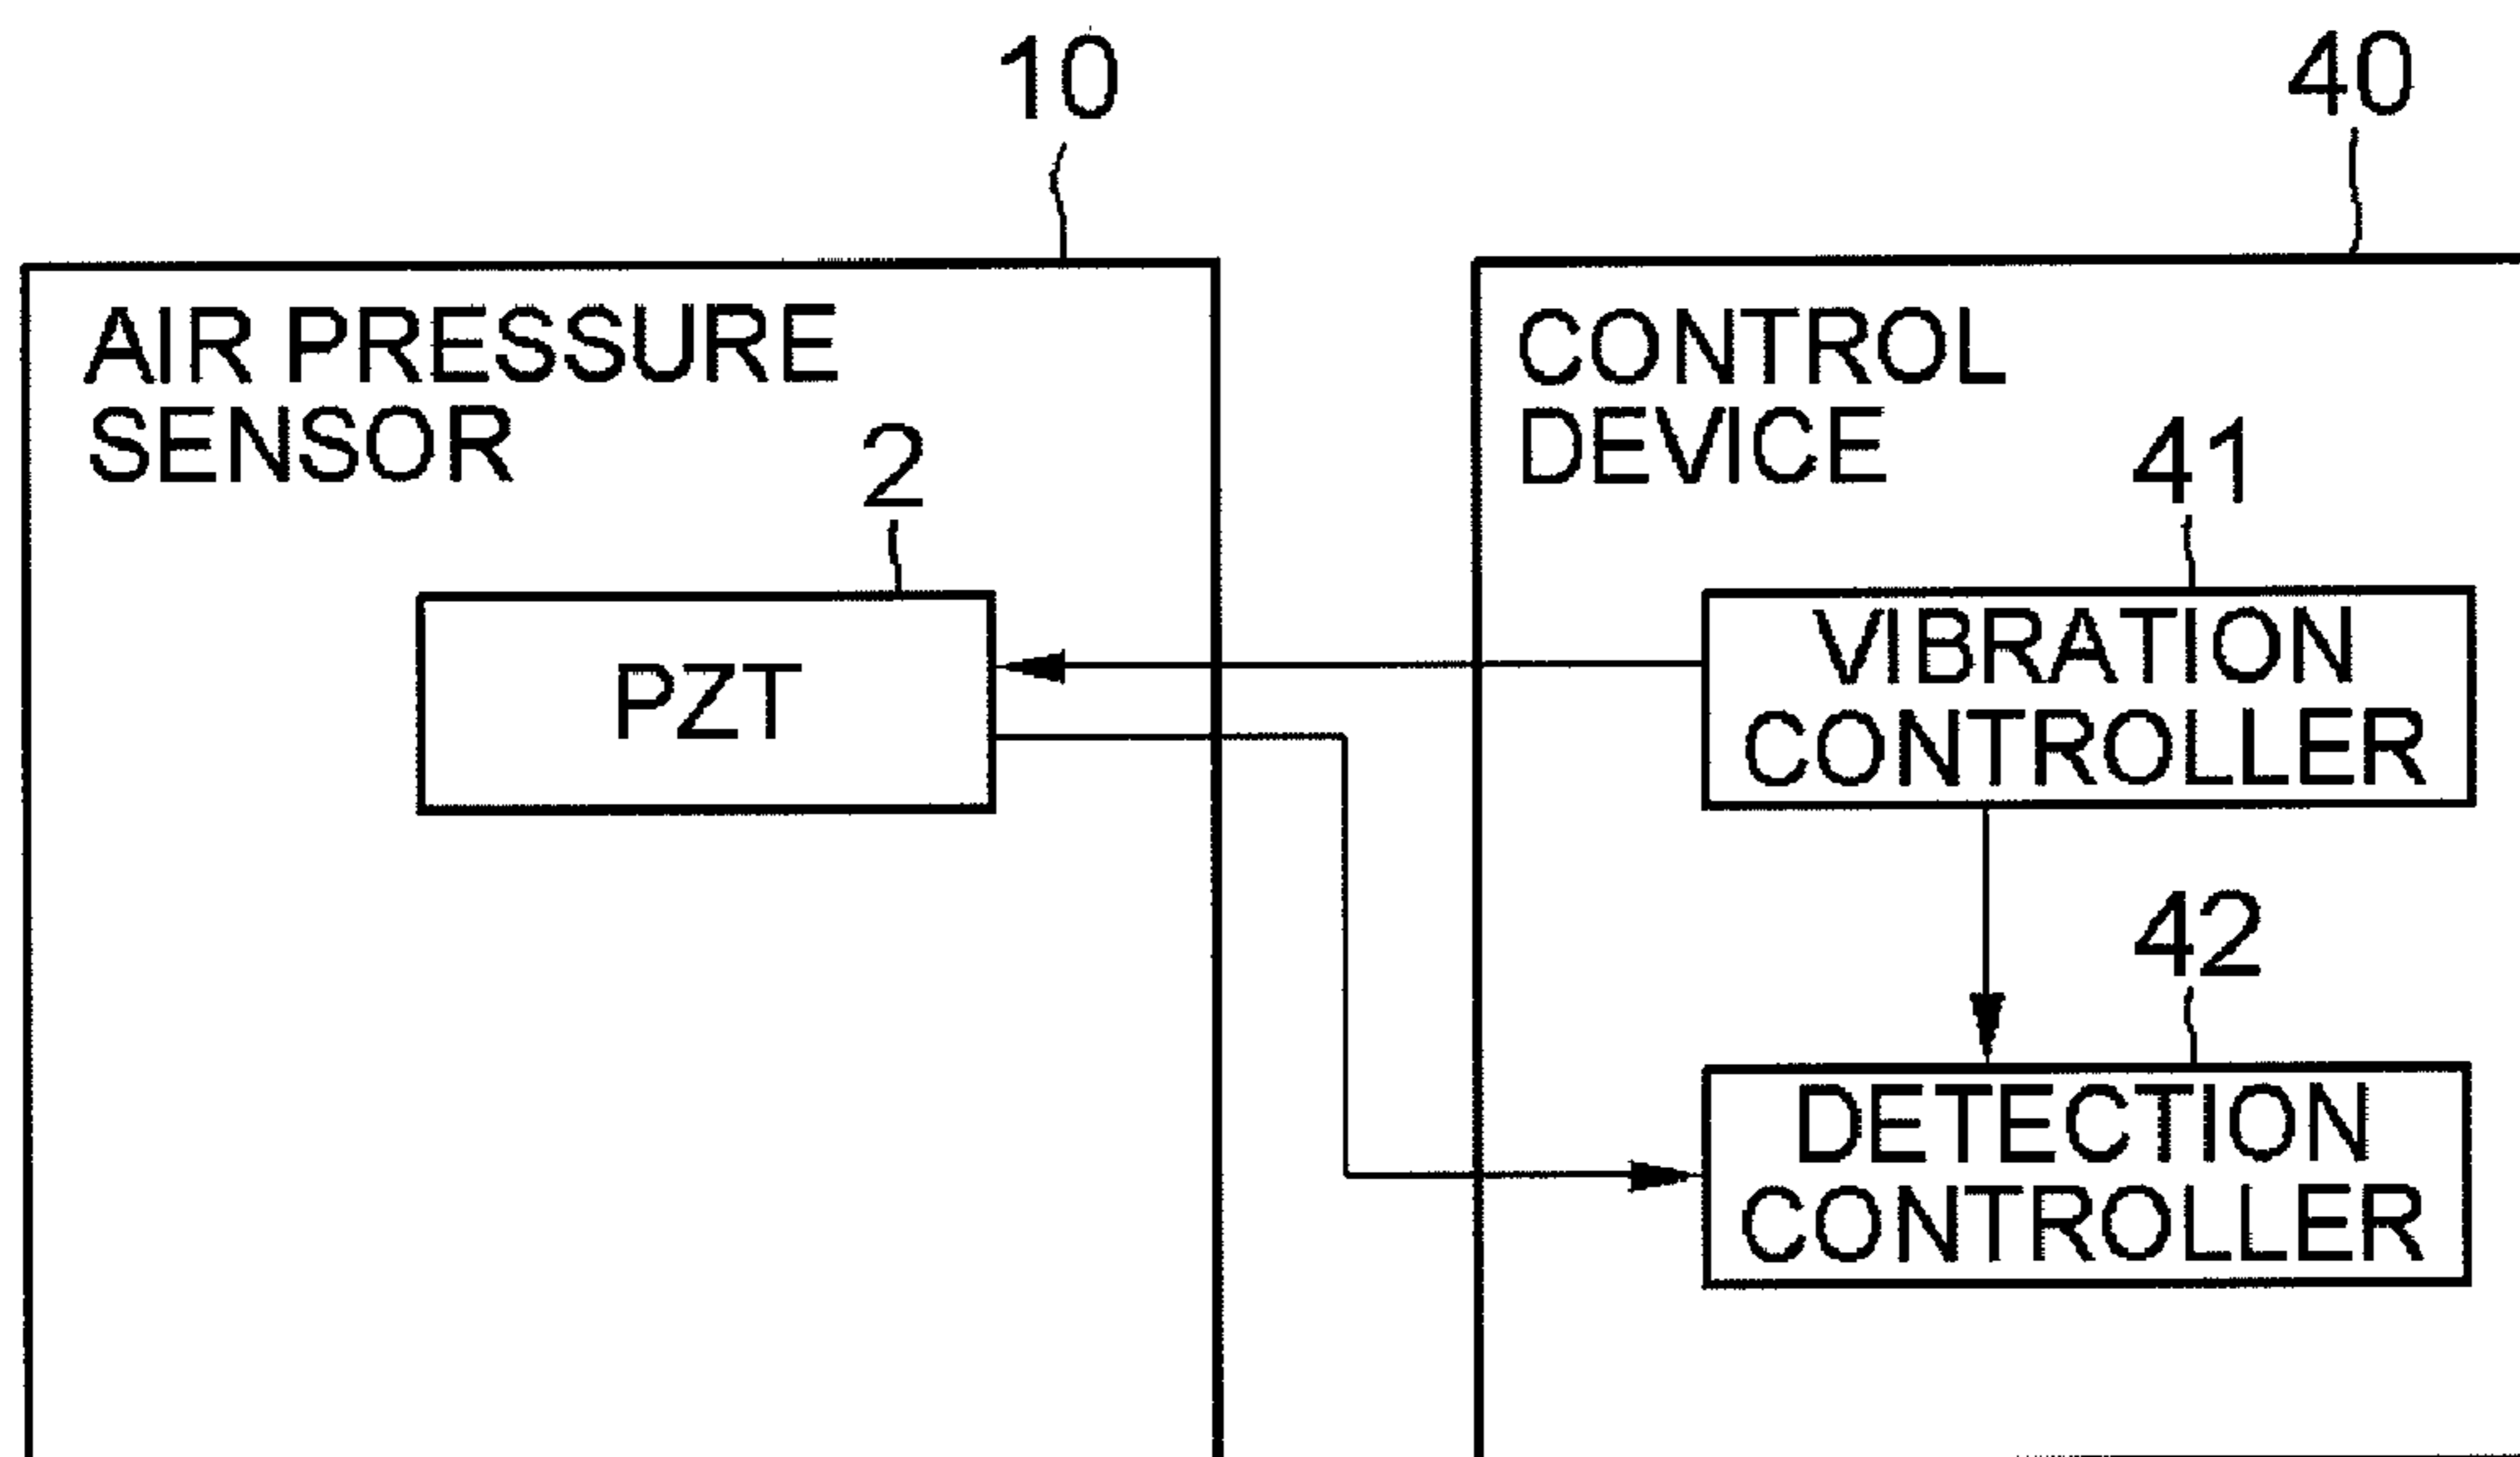 10
40
AIR PRESSURE
SENSOR
CONTROL
DEVICE
2
41
PZT
VIBRATION
CONTROLLER
42
DETECTION
CONTROLLER